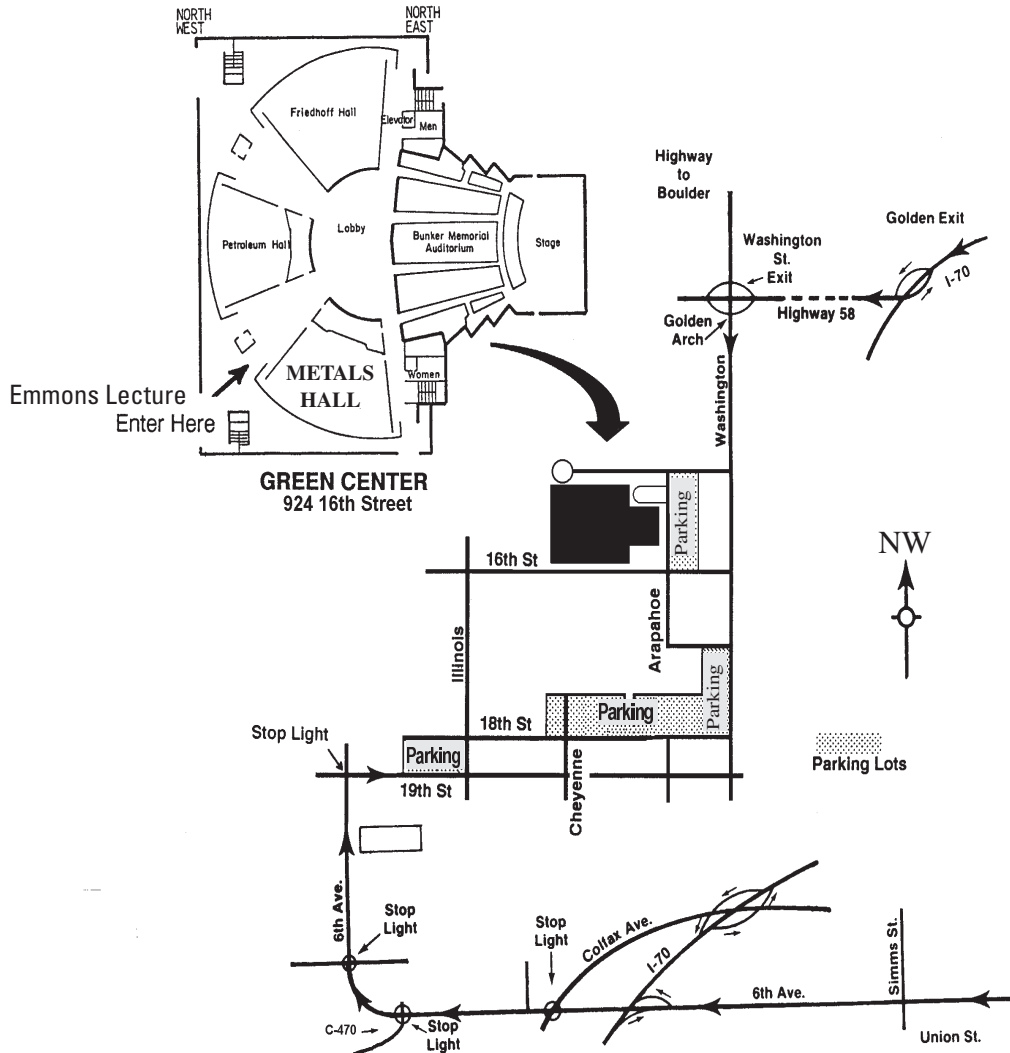 NORTH
WEST
NORTH
EAST
Friedhoff Hall
Elevator
Men
Petroleum Hall
Lobby
Bunker Memorial
Auditorium
Stage
METALS
HALL
Women
Emmons Lecture
Enter Here
GREEN CENTER
924 16th Street
Highway
to
Boulder
Washington
St.
Exit
Golden Exit
I-70
Highway 58
Golden
Arch
Washington
Parking
16th St
NW
Illinois
Arapahoe
Parking
Parking
18th St
Stop Light
Parking
19th St
Cheyenne
Parking Lots
6th Ave.
Stop
Light
Stop
Light
Colfax Ave.
I-70
Simms St.
6th Ave.
C-470
Stop
Light
Union St.